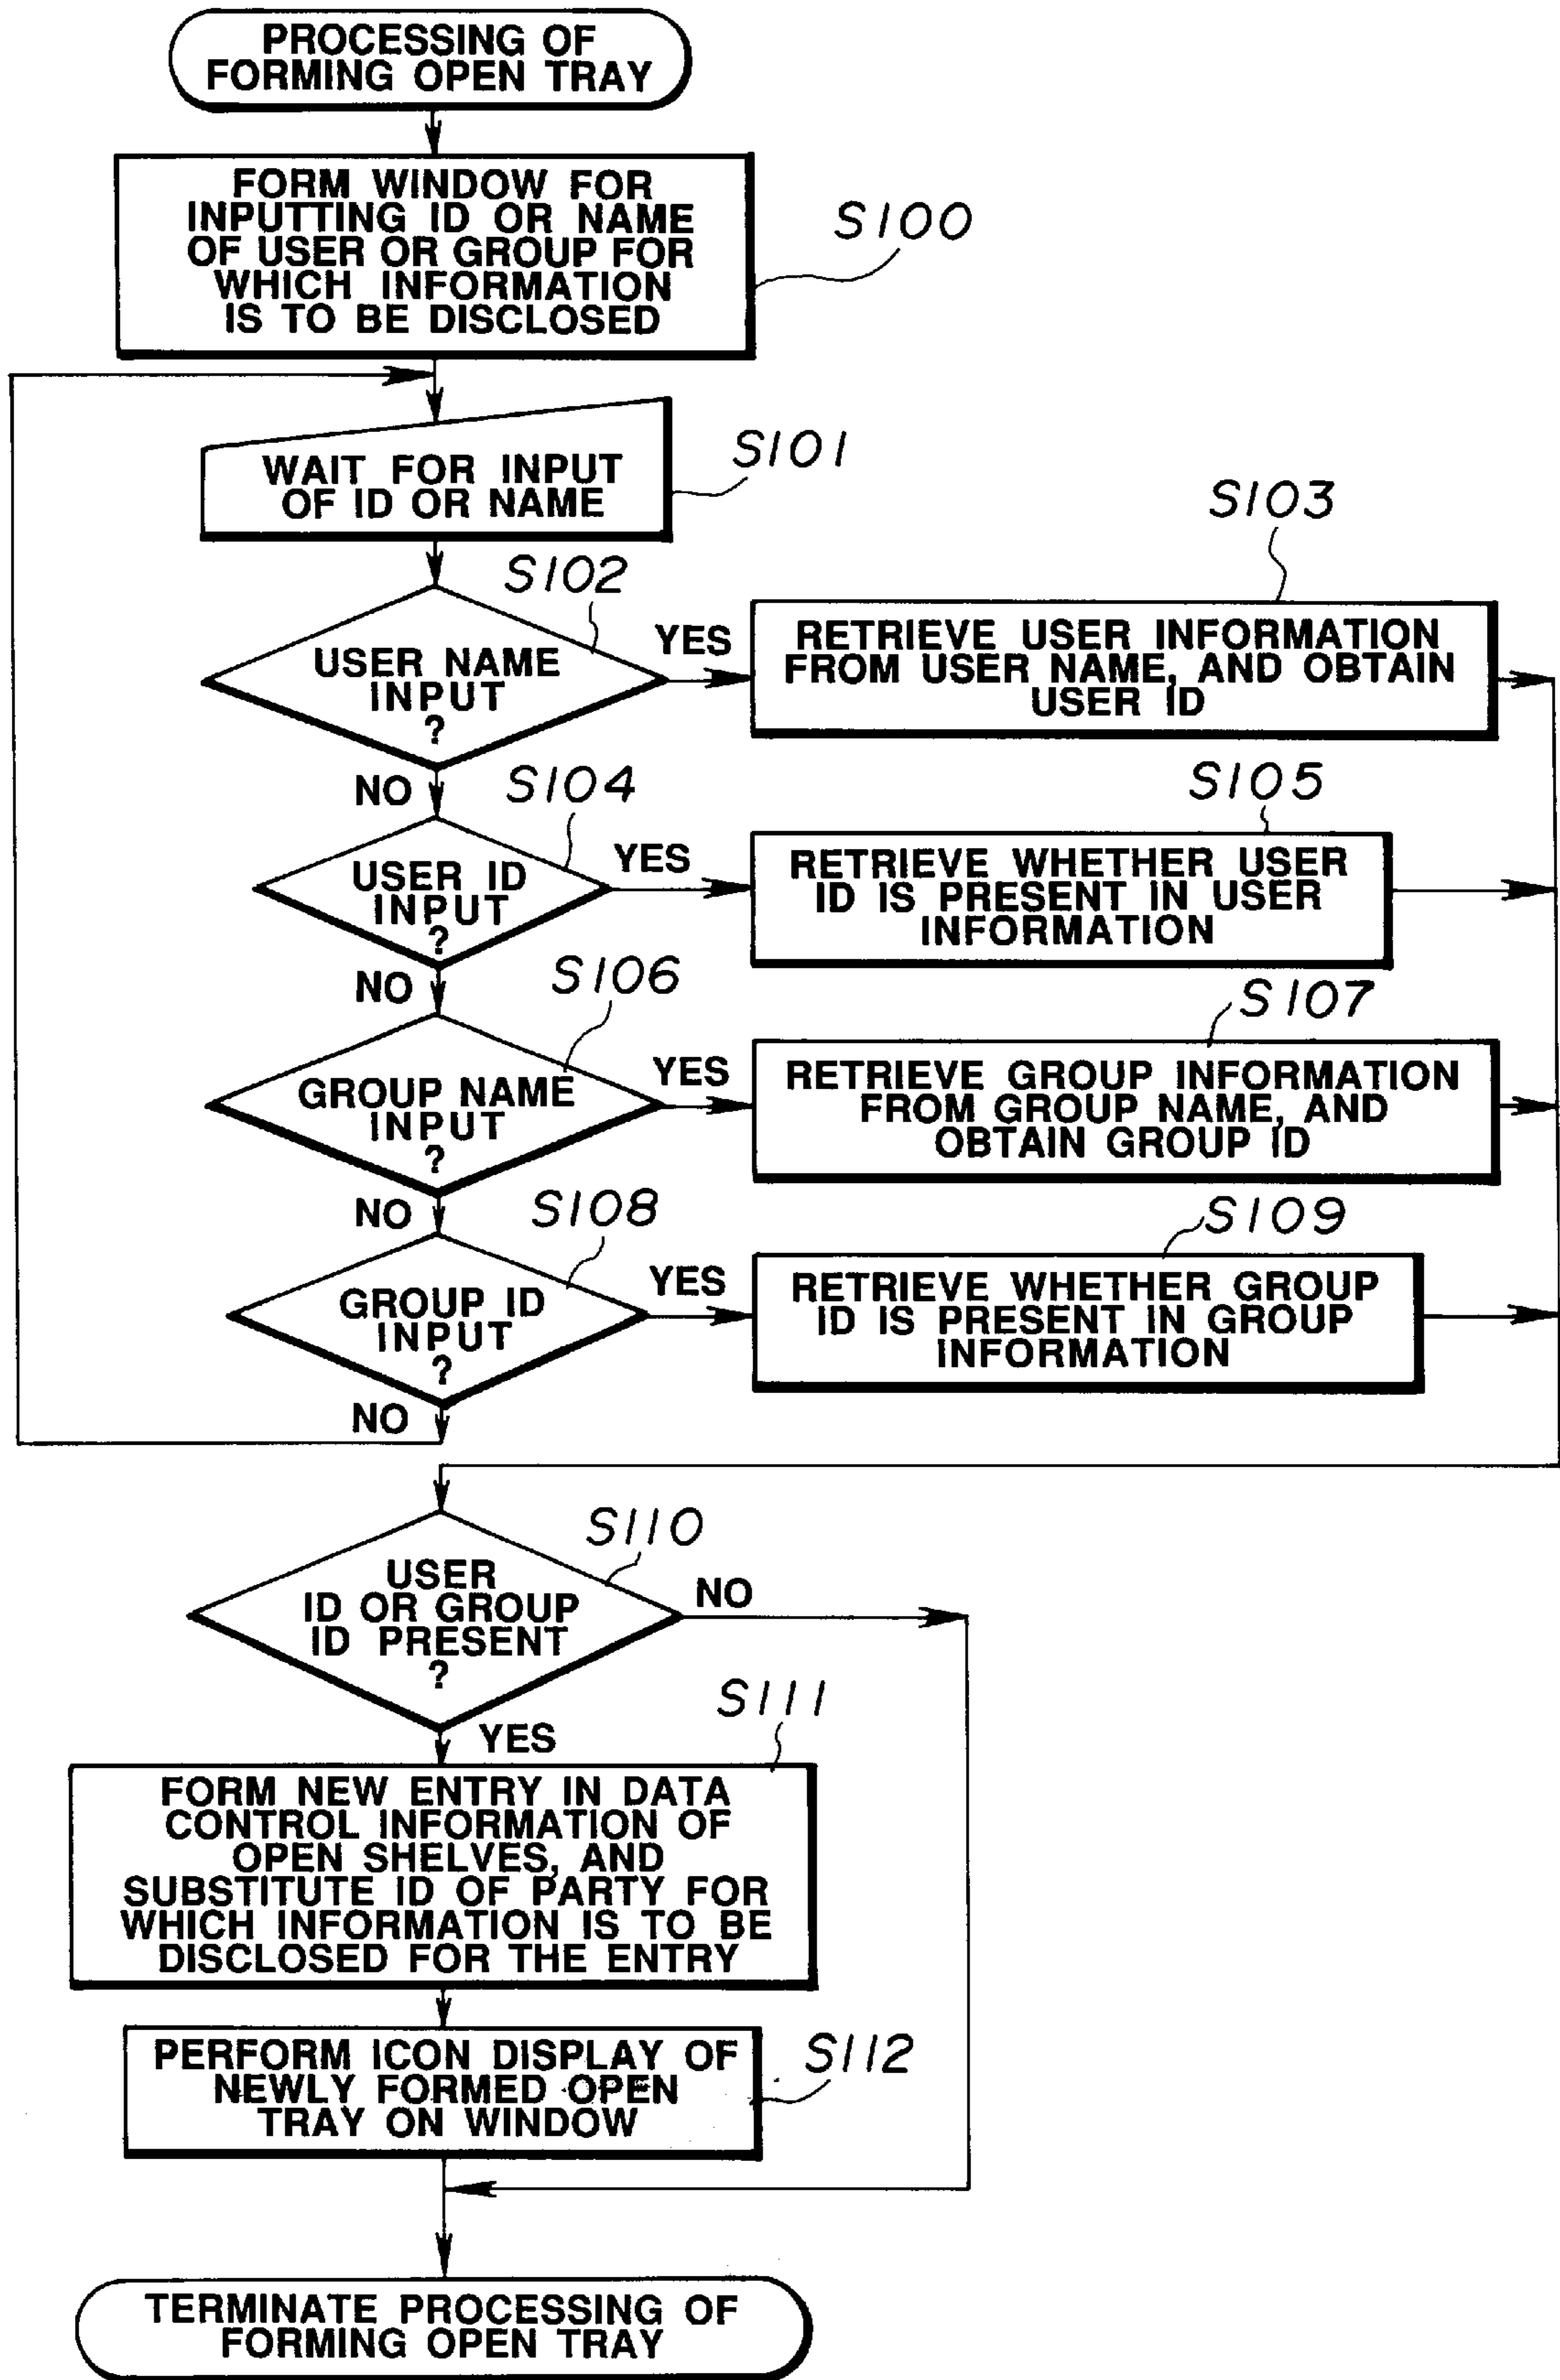 PROCESSING OF
FORMING OPEN TRAY
FORM WINDOW FOR
INPUTTING ID OR NAME
OF USER OR GROUP FOR
WHICH INFORMATION
IS TO BE DISCLOSED
S100
WAIT FOR INPUT
OF ID OR NAME
S101
S102
USER NAME
INPUT
?
YES
S103
RETRIEVE USER INFORMATION
FROM USER NAME, AND OBTAIN
USER ID
NO
S104
USER ID
INPUT
?
YES
S105
RETRIEVE WHETHER USER
ID IS PRESENT IN USER
INFORMATION
NO
S106
GROUP NAME
INPUT
?
YES
S107
RETRIEVE GROUP INFORMATION
FROM GROUP NAME, AND
OBTAIN GROUP ID
NO
S108
GROUP ID
INPUT
?
YES
S109
RETRIEVE WHETHER GROUP
ID IS PRESENT IN GROUP
INFORMATION
NO
S110
USER
ID OR GROUP
ID PRESENT
?
NO
YES
S111
FORM NEW ENTRY IN DATA
CONTROL INFORMATION OF
OPEN SHELVES, AND
SUBSTITUTE ID OF PARTY FOR
WHICH INFORMATION IS TO BE
DISCLOSED FOR THE ENTRY
PERFORM ICON DISPLAY OF
NEWLY FORMED OPEN
TRAY ON WINDOW
S112
TERMINATE PROCESSING OF
FORMING OPEN TRAY